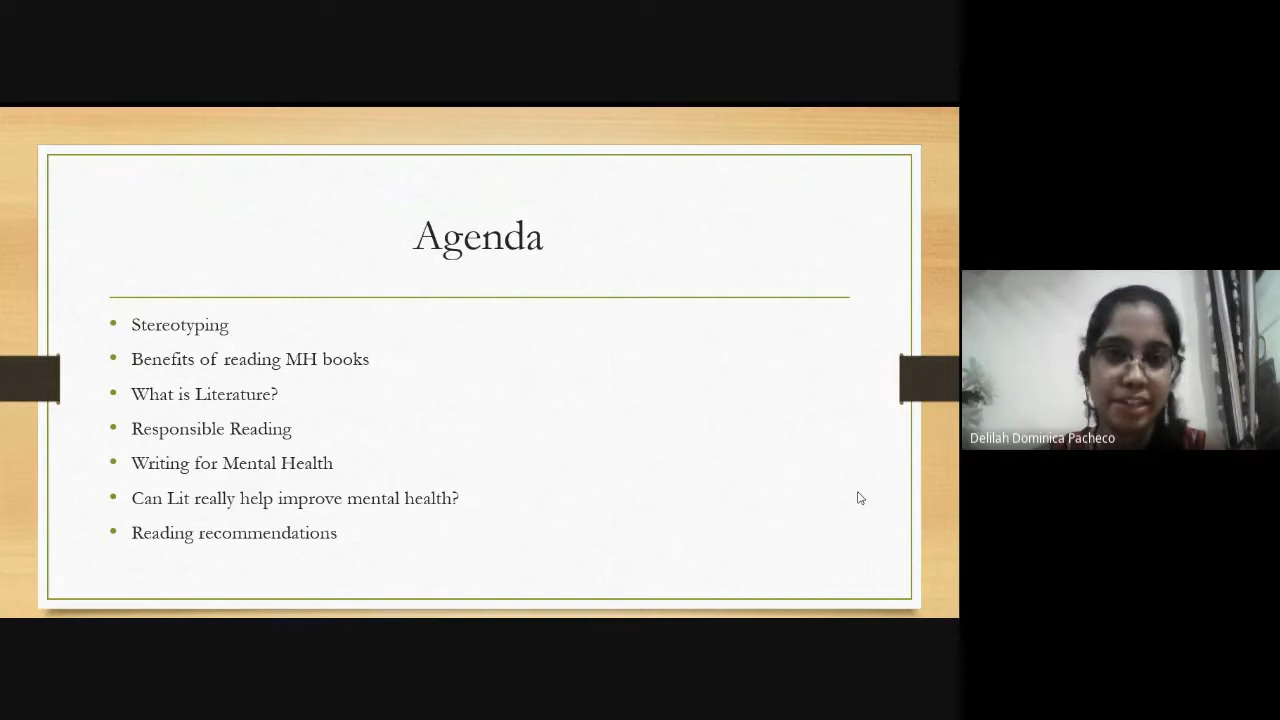 Agenda
Stereotyping
Benefits of reading MH books
What is Literature?
Responsible Reading
Writing for Mental Health
Can Lit really help improve mental health?
Reading recommendations
Delilah Dominica Pacheco